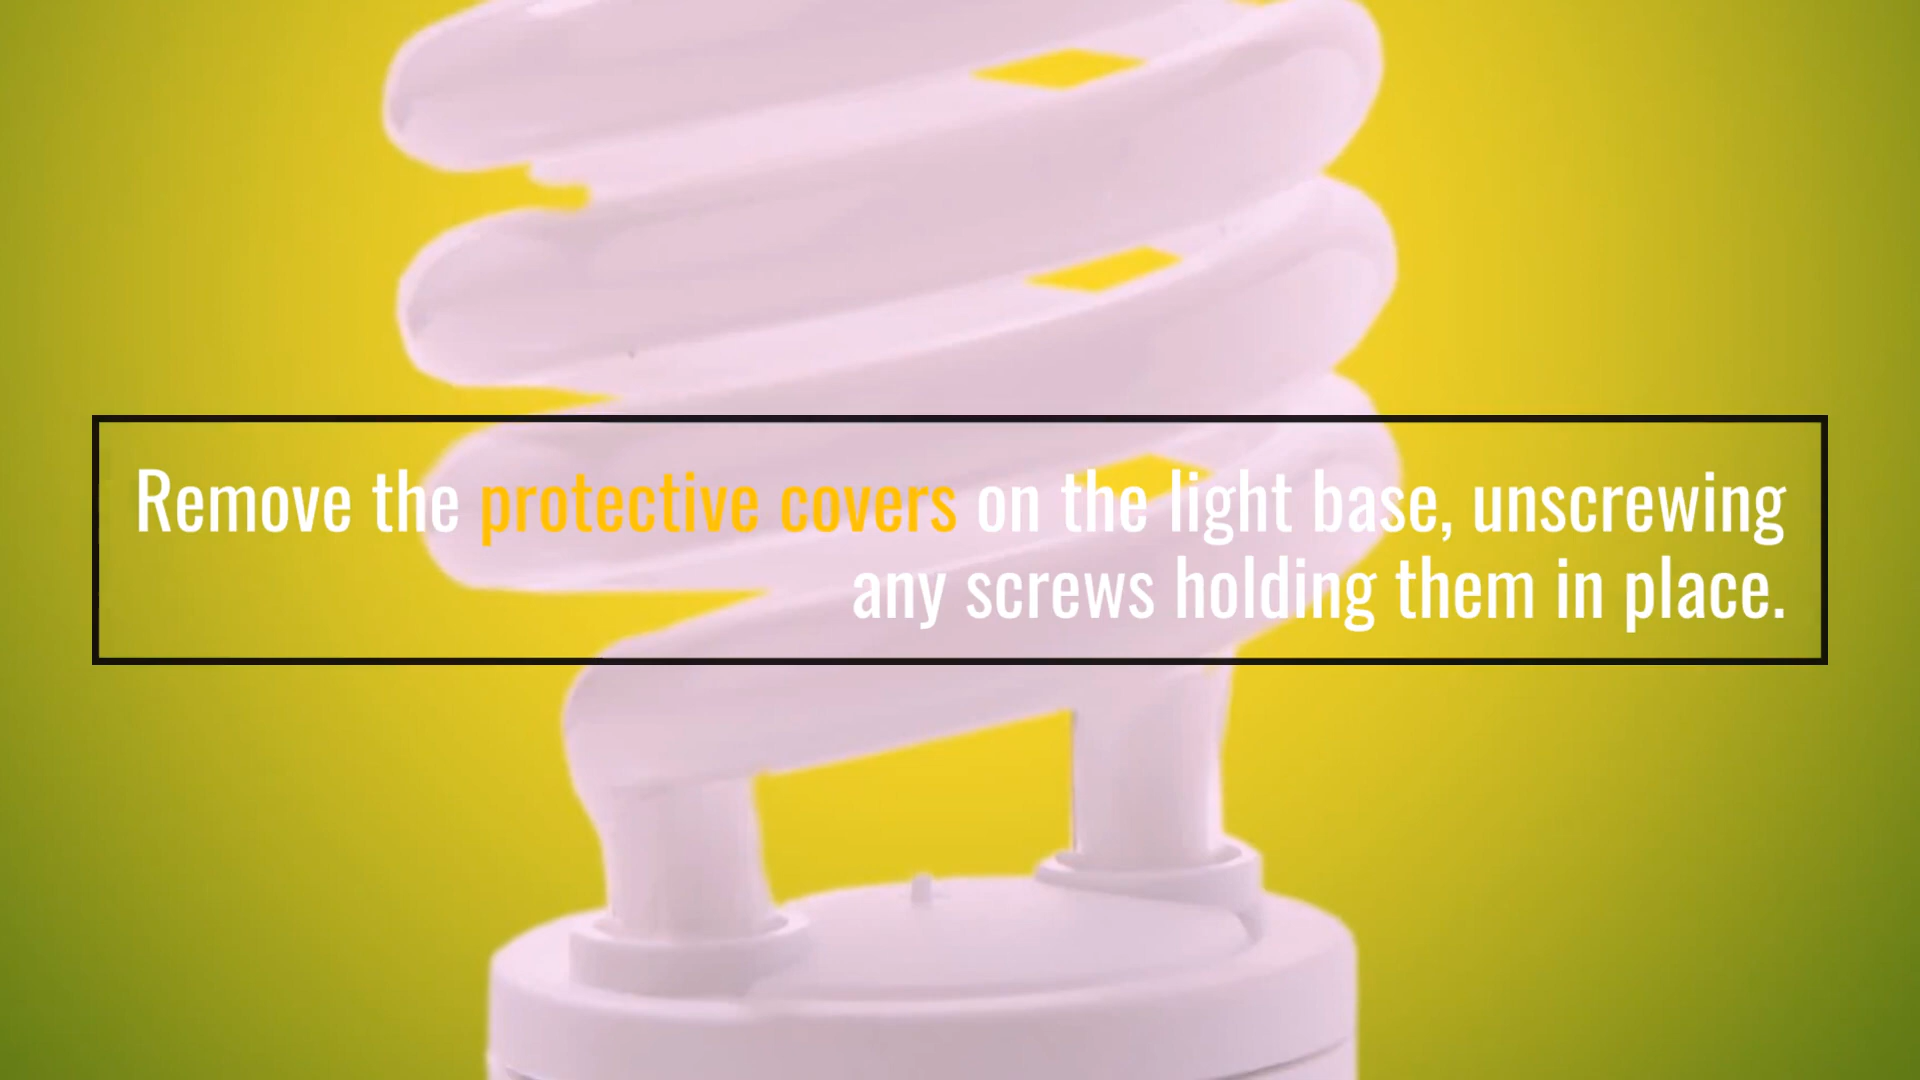 Remove the protective covers on the light base, unscrewing
any screws holding them in place.